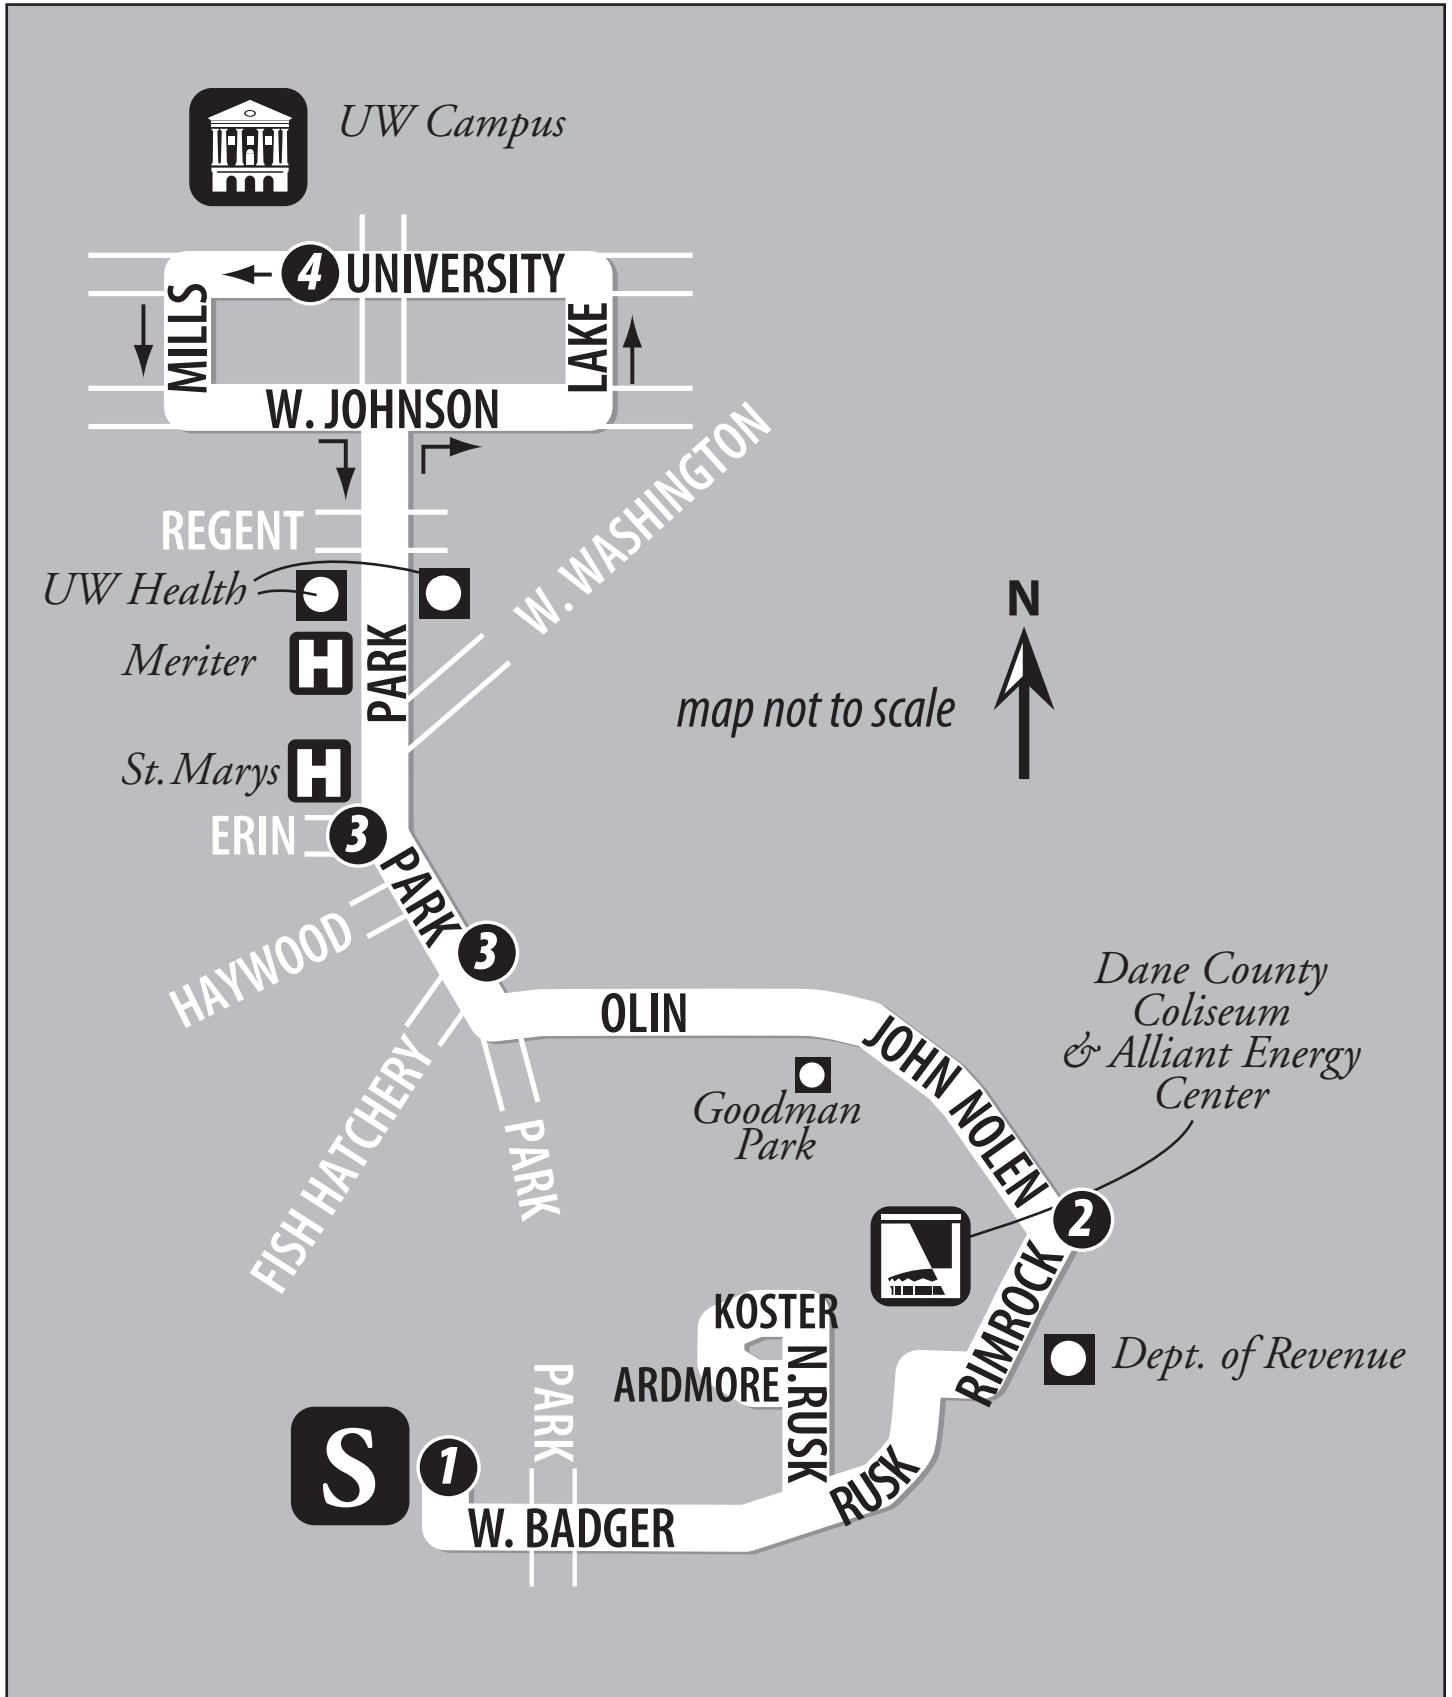 UW Campus
4
UNIVERSITY
MILLS
LAKE
W. JOHNSON
W. WASHINGTON
REGENT
UW Health
Meriter
H
PARK
N
map not to scale
St. Marys
H
ERIN
3
PARK
HAYWOOD
3
OLIN
JOHN NOLEN
Dane County
Coliseum
& Alliant Energy
Center
Goodman
Park
FISH HATCHERY
PARK
2
RIMROCK
KOSTER
ARDMORE
N. RUSK
Dept. of Revenue
PARK
S
1
RUSK
W. BADGER